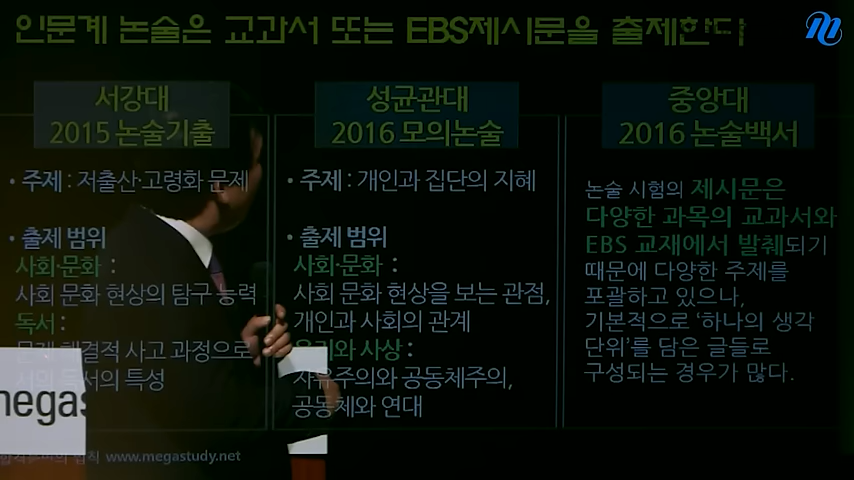 인문계 논술은 교과서 또는 EBS제시문을 출제한다
서강대
2015 논술기출
• 주제 : 저출산·고령화 문제
• 출제 범위
사회·문화 :
사회 문화 현상의 탐구 능력
독서 :
문제 해결적 사고 과정으로
서의 독서의 특성
성균관대
2016 모의논술
• 주제 : 개인과 집단의 지혜
• 출제 범위
사회·문화 :
사회 문화 현상을 보는 관점,
개인과 사회의 관계
윤리와 사상 :
자유주의와 공동체주의,
공동체와 연대
중앙대
2016 논술백서
논술 시험의 제시문은
다양한 과목의 교과서와
EBS 교재에서 발췌되기
때문에 다양한 주제를
포괄하고 있으나,
기본적으로 '하나의 생각
단위'를 담은 글들로
구성되는 경우가 많다.
megas
www.megastudy.net